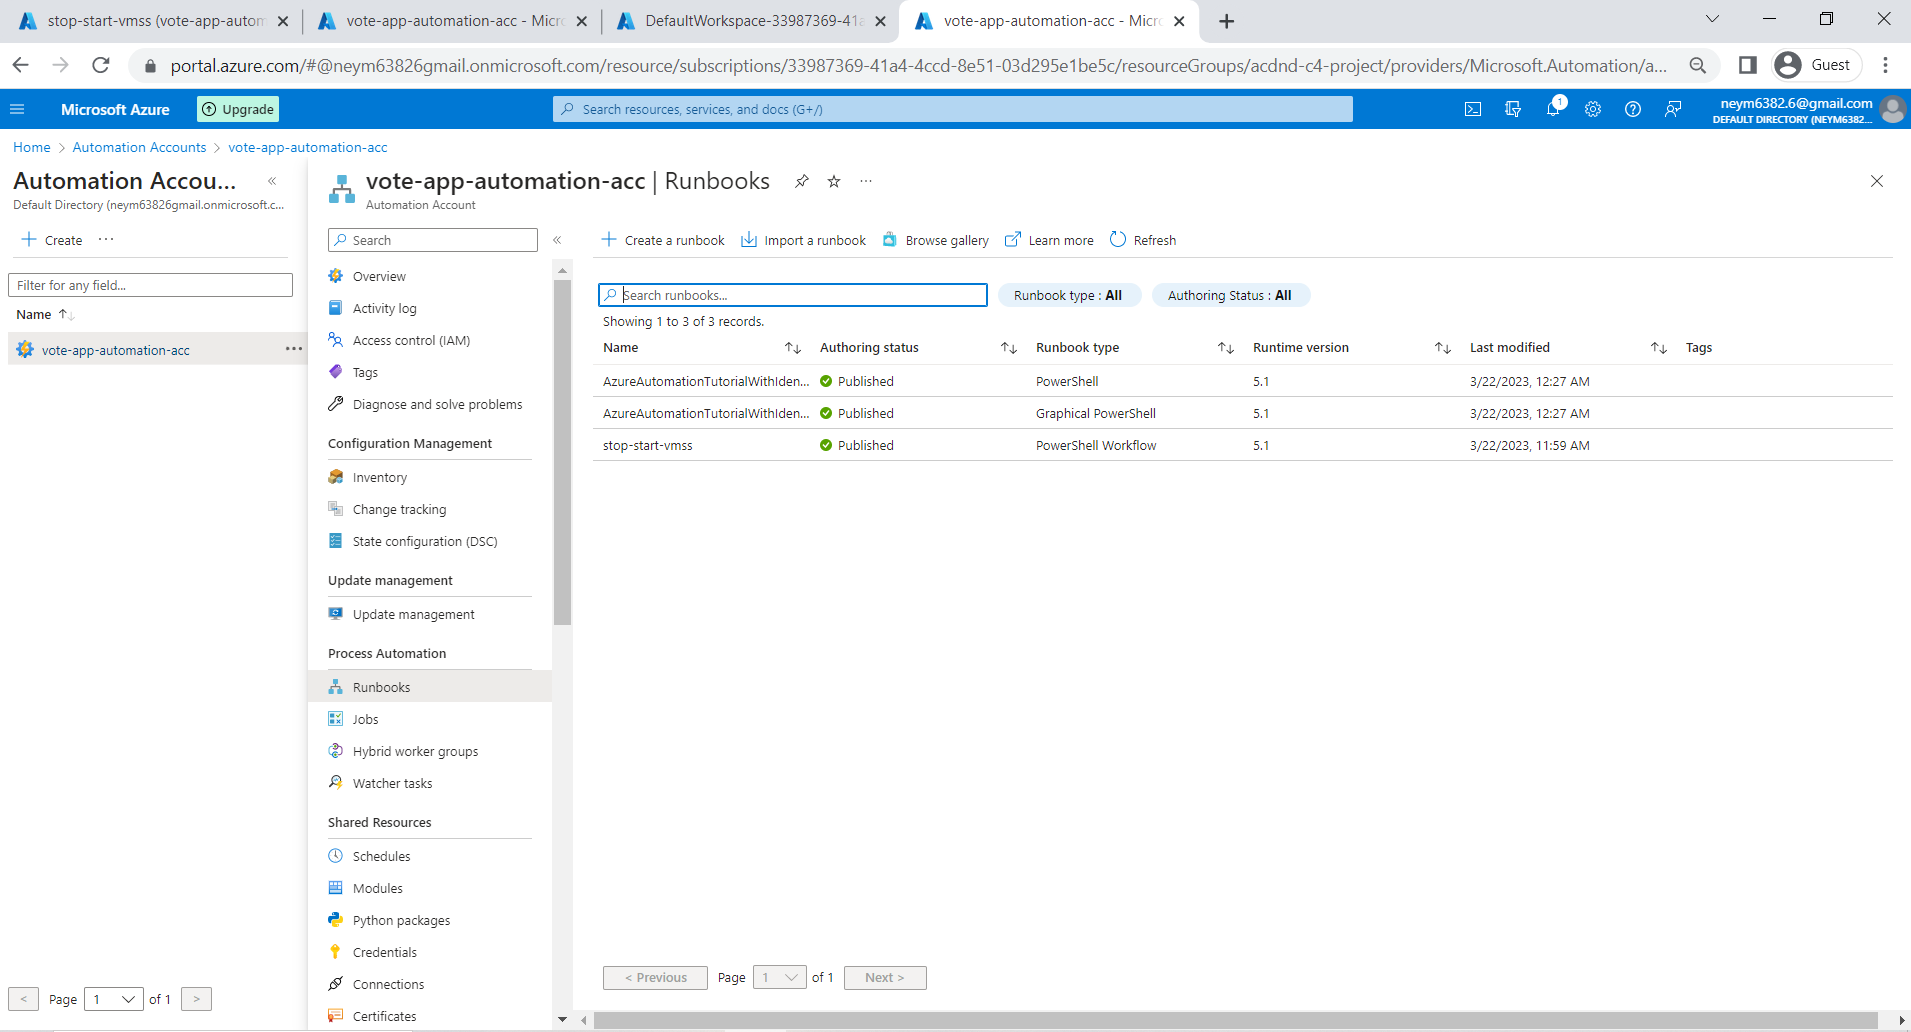 stop-start-vmss (vote-app-autom
vote-app-automation-acc - Micro
DefaultWorkspace-33987369-41a
vote-app-automation-acc - Micro
portal.azure.com/#@neym63826gmail.onmicrosoft.com/resource/subscriptions/33987369-41a4-4ccd-8e51-03d295e1be5c/resourceGroups/acdnd-c4-project/providers/Microsoft.Automation/a...
Guest
Microsoft Azure
Upgrade
Search resources, services, and docs (G+/)
1
neym6382.6@gmail.com
DEFAULT DIRECTORY (NEYM6382...
Home > Automation Accounts > vote-app-automation-acc
Automation Accou...
Default Directory (neym63826gmail.onmicrosoft.c...
Create
Filter for any field...
Name
vote-app-automation-acc
< Page 1 of 1 >
vote-app-automation-acc | Runbooks
Automation Account
Search
Overview
Activity log
Access control (IAM)
Tags
Diagnose and solve problems
Configuration Management
Inventory
Change tracking
State configuration (DSC)
Update management
Update management
Process Automation
Runbooks
Jobs
Hybrid worker groups
Watcher tasks
Shared Resources
Schedules
Modules
Python packages
Credentials
Connections
Certificates
Create a runbook Import a runbook Browse gallery Learn more Refresh
Search runbooks...
Runbook type : All
Authoring Status : All
Showing 1 to 3 of 3 records.
Name Authoring status Runbook type Runtime version Last modified Tags
AzureAutomationTutorialWithIden... Published PowerShell 5.1 3/22/2023, 12:27 AM
AzureAutomationTutorialWithIden... Published Graphical PowerShell 5.1 3/22/2023, 12:27 AM
stop-start-vmss Published PowerShell Workflow 5.1 3/22/2023, 11:59 AM
< Previous Page 1 of 1 Next >